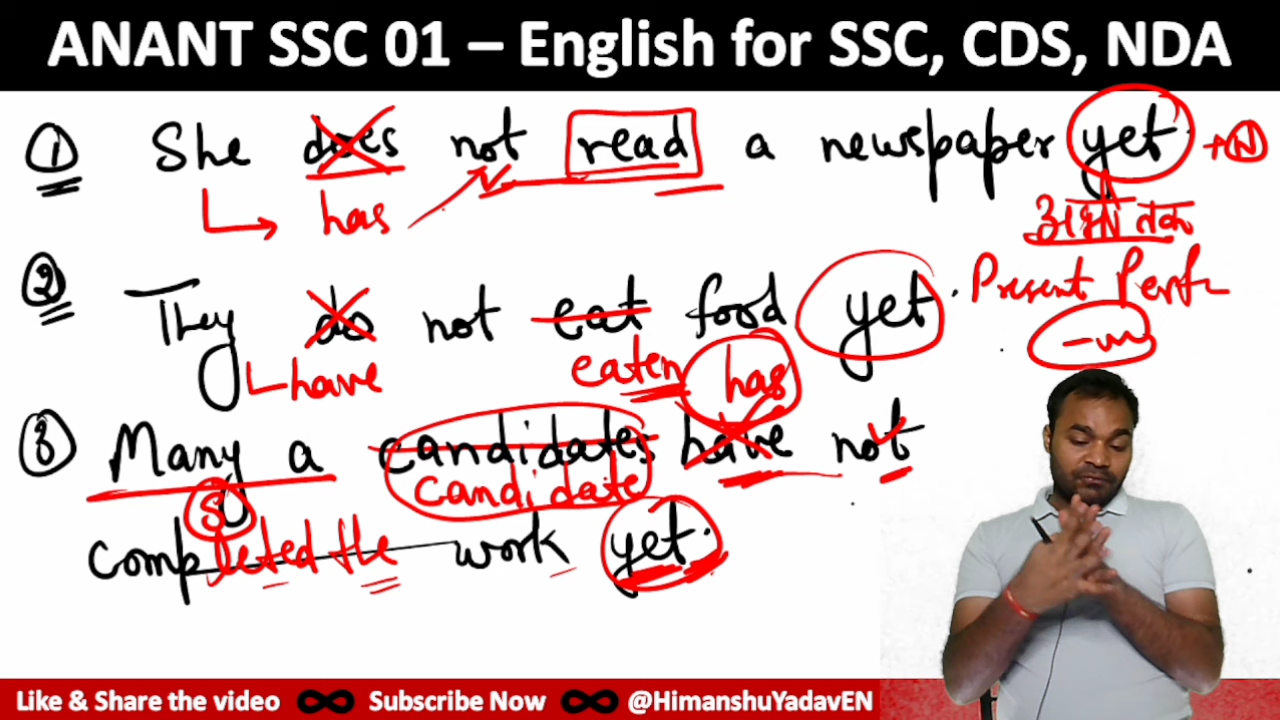 ANANT SSC 01 – English for SSC, CDS, NDA
① She does not read a newspaper yet. + Ⓝ
has
अभी तक
② They do not eat food yet. Present Perf
have eaten has
③ Many a candidates have not
candidate
S
completed the work yet.
Like & Share the video Subscribe Now @HimanshuYadavEN